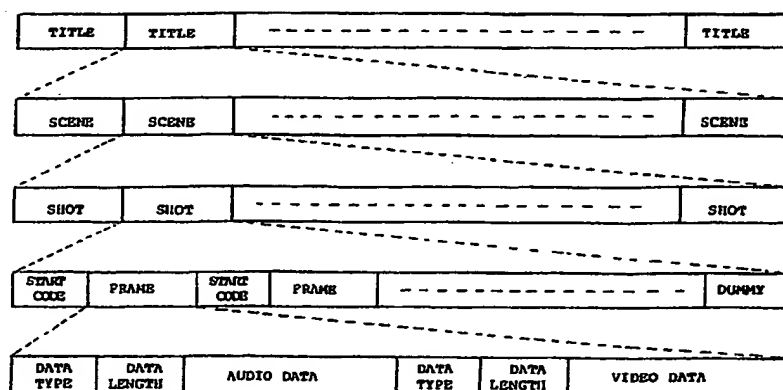 TITLE TITLE TITLE
SCENE SCENE SCENE
SHOT SHOT SHOT
START CODE FRAME START CODE FRAME DUMMY
DATA TYPE DATA LENGTH AUDIO DATA DATA TYPE DATA LENGTH VIDEO DATA